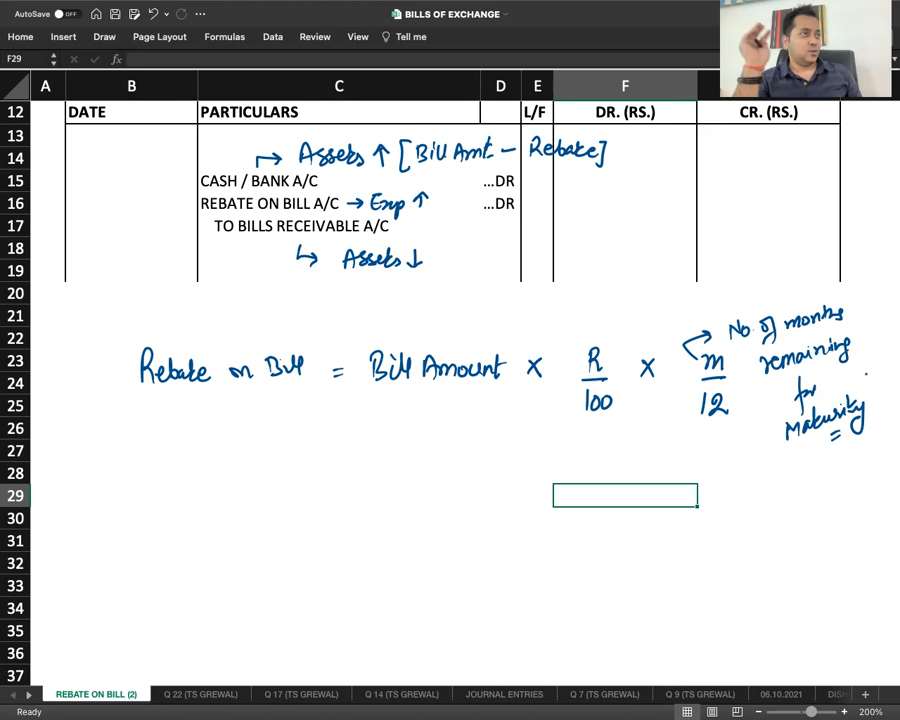 AutoSave OFF BILLS OF EXCHANGE
Home Insert Draw Page Layout Formulas Data Review View Tell me
F29 fx
A B C D E F
12 DATE PARTICULARS L/F DR. (RS.) CR. (RS.)
13
14 Assets ↑ [Bill Amt - Rebate]
15 CASH / BANK A/C ...DR
16 REBATE ON BILL A/C → Exp ↑ ...DR
17 TO BILLS RECEIVABLE A/C
18 Assets ↓
19
20
21 No. of months
22 remaining
23 Rebate on Bill = Bill Amount × R/100 × m/12
24 for
25 Maturity
26
27
28
29
30
31
32
33
34
35
36
37
REBATE ON BILL (2) Q 22 (TS GREWAL) Q 17 (TS GREWAL) Q 14 (TS GREWAL) JOURNAL ENTRIES Q 7 (TS GREWAL) Q 9 (TS GREWAL) 06.10.2021 DISH +
Ready 200%